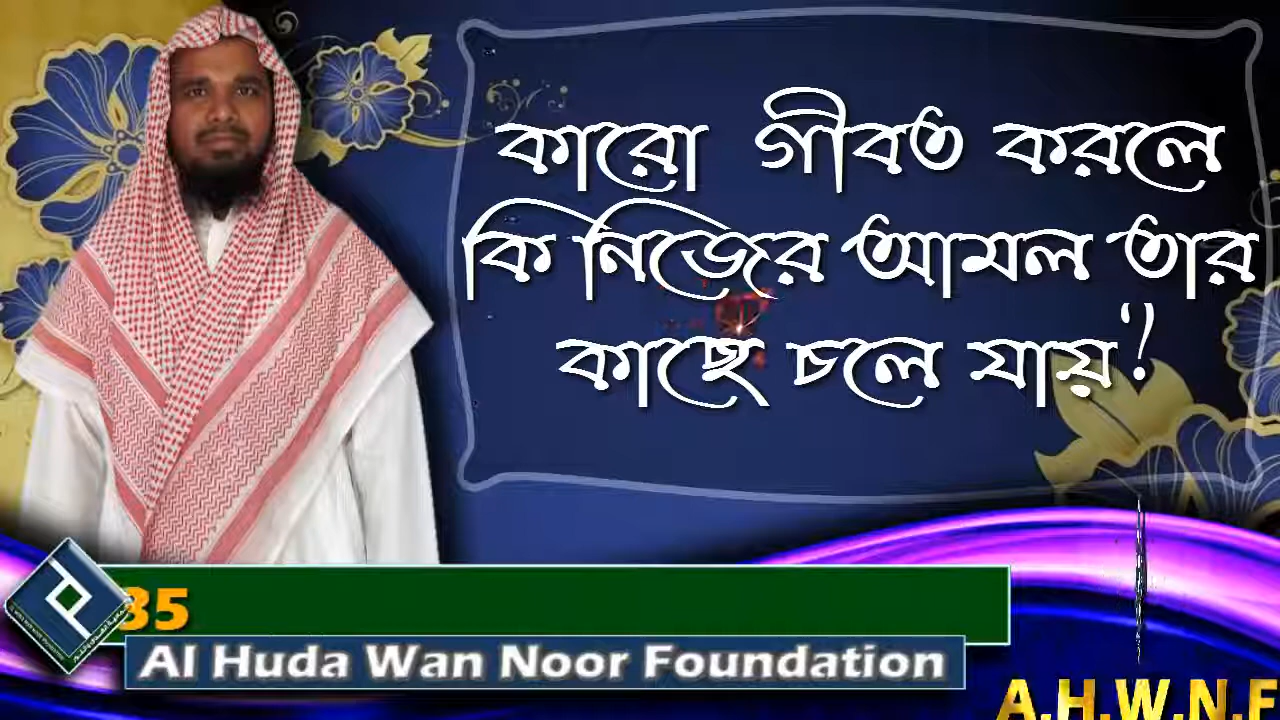 কারো গীবত করলে
কি নিজের আমল তার
কাছে চলে যায়?
35
Al Huda Wan Noor Foundation
A.H.W.N.F